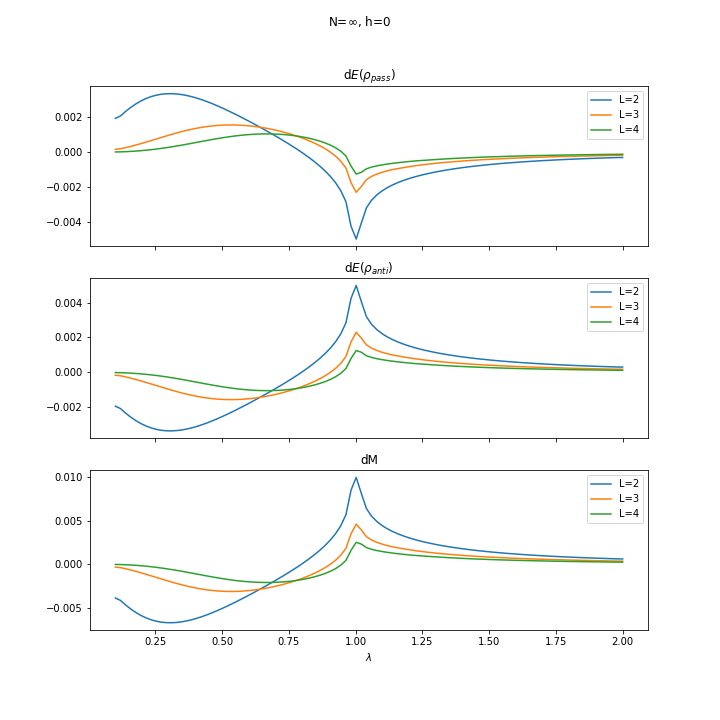 N=∞, h=0
dE(ρ_pass)
L=2
L=3
L=4
0.002
0.000
−0.002
−0.004
dE(ρ_anti)
L=2
L=3
L=4
0.004
0.002
0.000
−0.002
dM
L=2
L=3
L=4
0.010
0.005
0.000
−0.005
0.25 0.50 0.75 1.00 1.25 1.50 1.75 2.00
λ